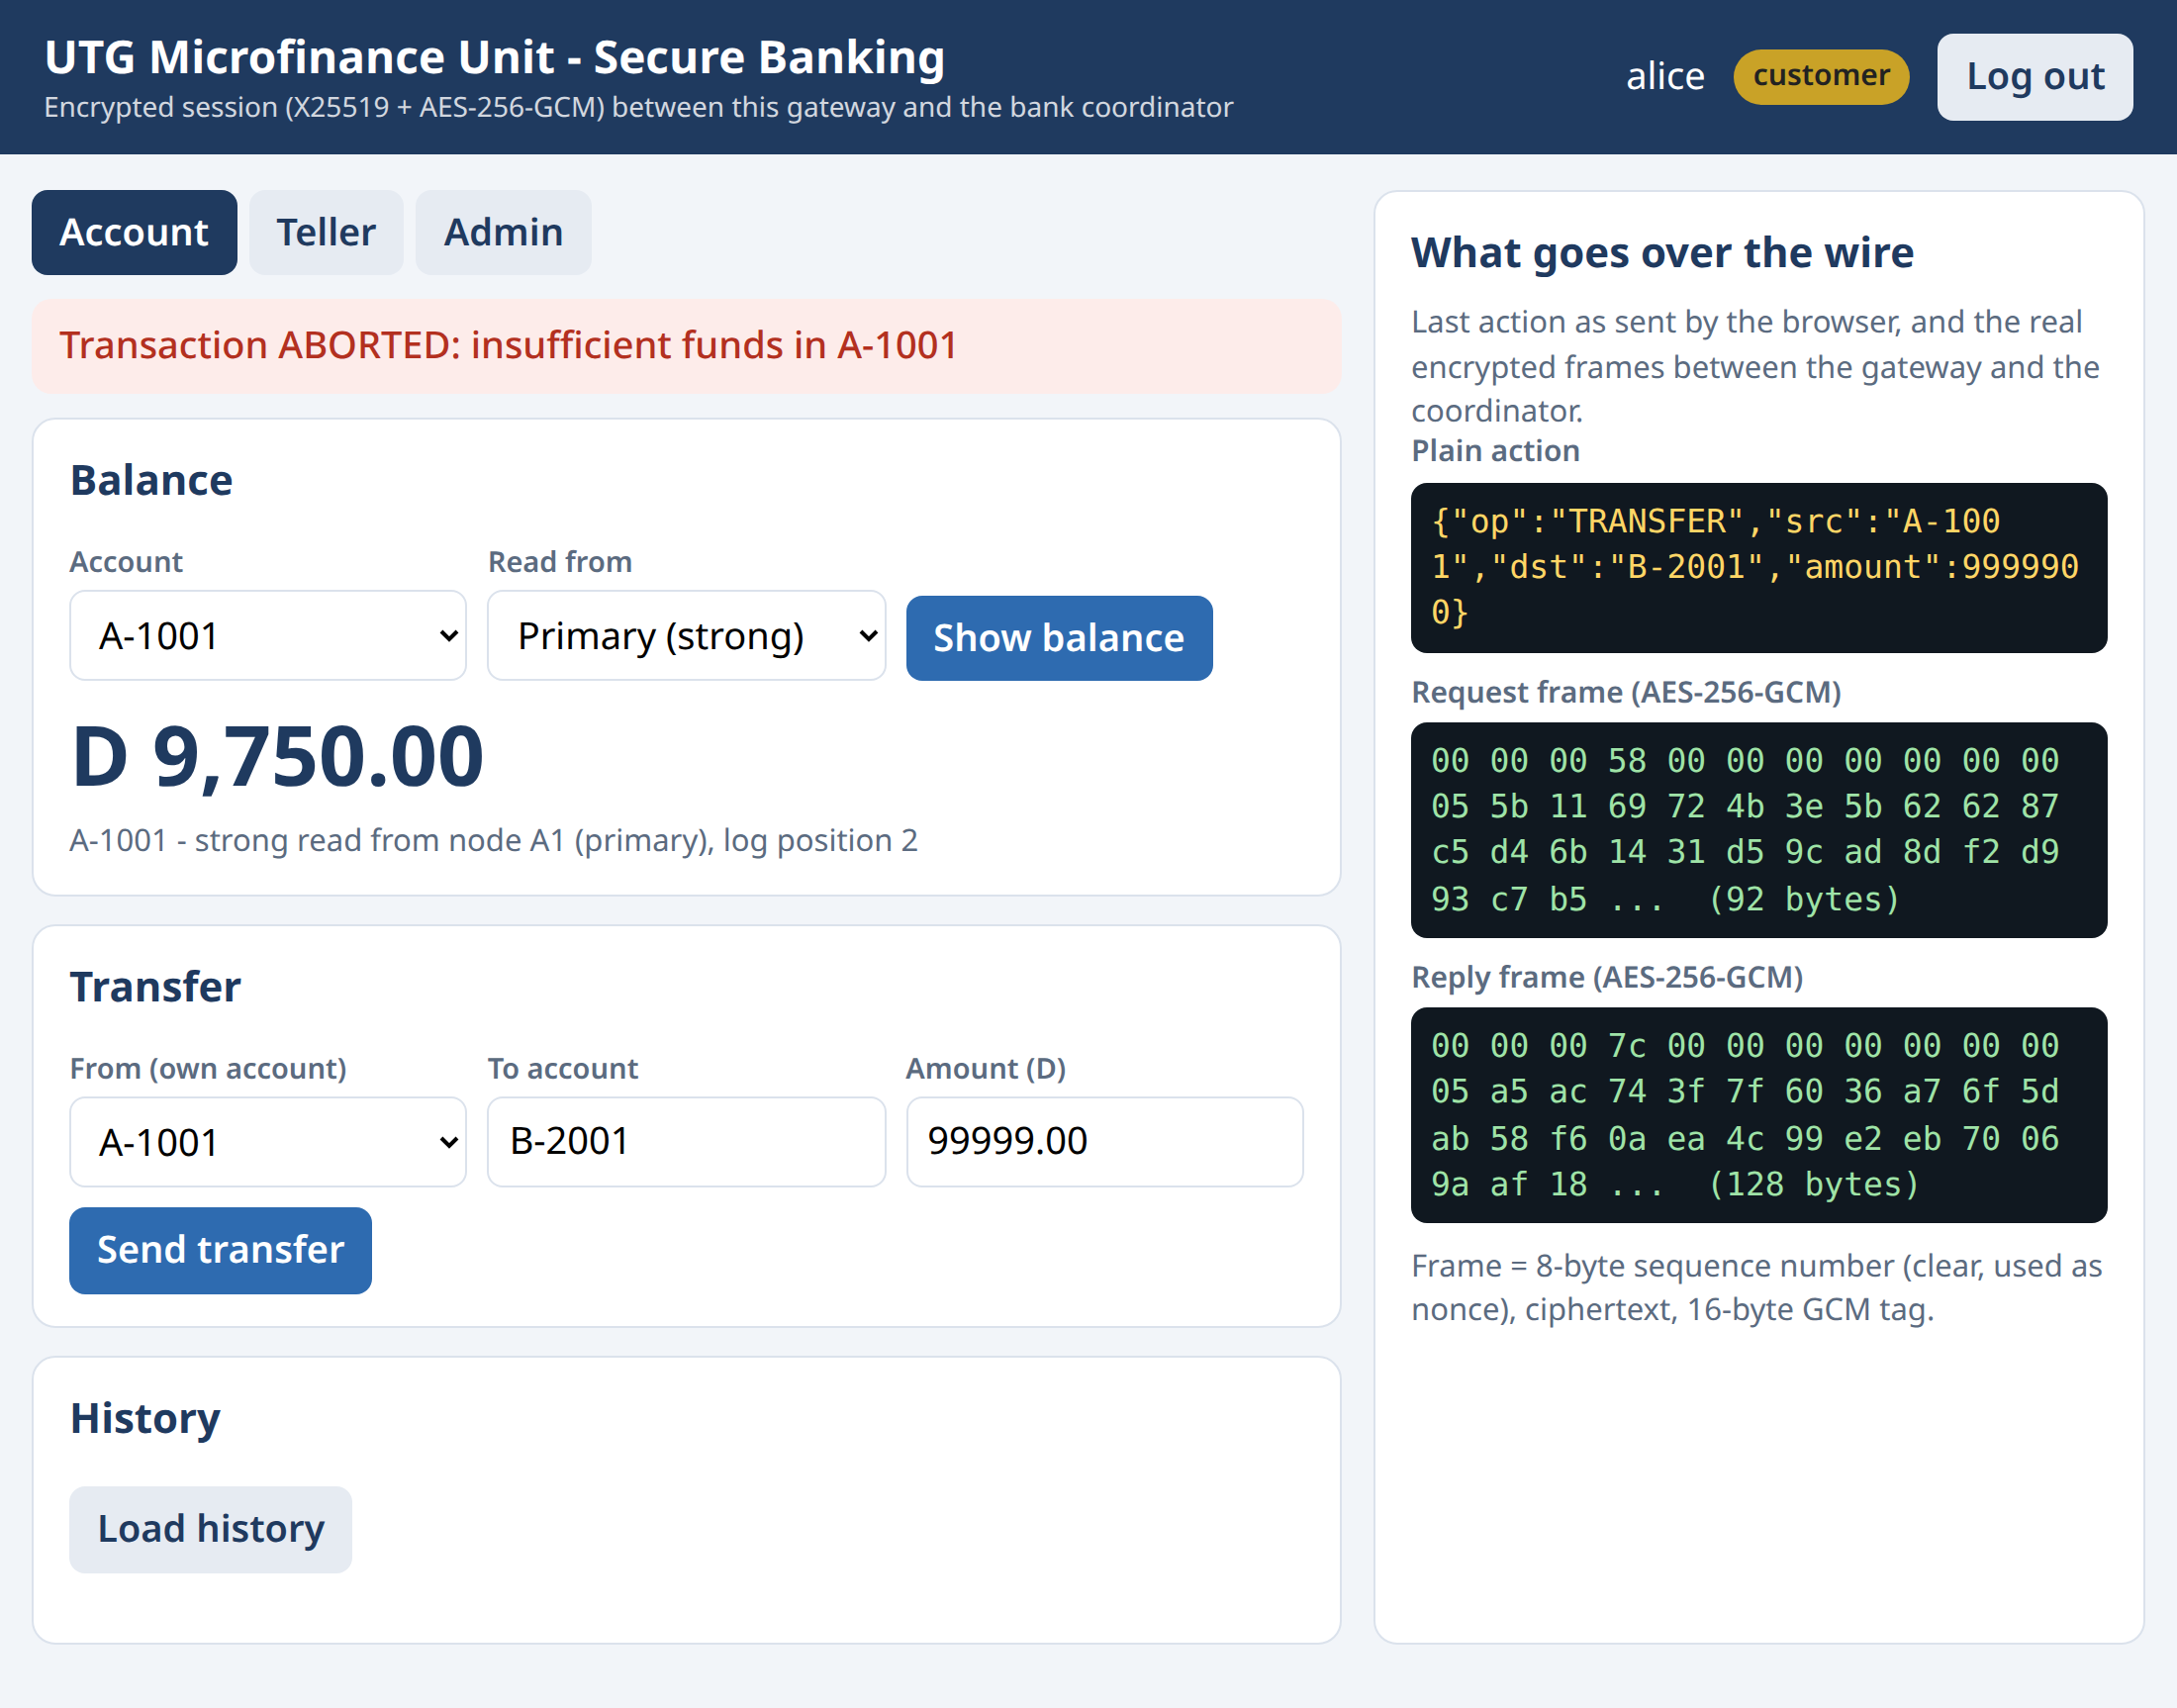 UTG Microfinance Unit - Secure Banking
Encrypted session (X25519 + AES-256-GCM) between this gateway and the bank coordinator
alice
customer
Log out
Account
Teller
Admin
Transaction ABORTED: insufficient funds in A-1001
Balance
Account
Read from
A-1001
Primary (strong)
Show balance
D 9,750.00
A-1001 - strong read from node A1 (primary), log position 2
Transfer
From (own account)
To account
Amount (D)
A-1001
B-2001
99999.00
Send transfer
History
Load history
What goes over the wire
Last action as sent by the browser, and the real
encrypted frames between the gateway and the
coordinator.
Plain action
{"op":"TRANSFER","src":"A-100
1","dst":"B-2001","amount":999990
0}
Request frame (AES-256-GCM)
00 00 00 58 00 00 00 00 00 00 00
05 5b 11 69 72 4b 3e 5b 62 62 87
c5 d4 6b 14 31 d5 9c ad 8d f2 d9
93 c7 b5 ... (92 bytes)
Reply frame (AES-256-GCM)
00 00 00 7c 00 00 00 00 00 00 00
05 a5 ac 74 3f 7f 60 36 a7 6f 5d
ab 58 f6 0a ea 4c 99 e2 eb 70 06
9a af 18 ... (128 bytes)
Frame = 8-byte sequence number (clear, used as
nonce), ciphertext, 16-byte GCM tag.